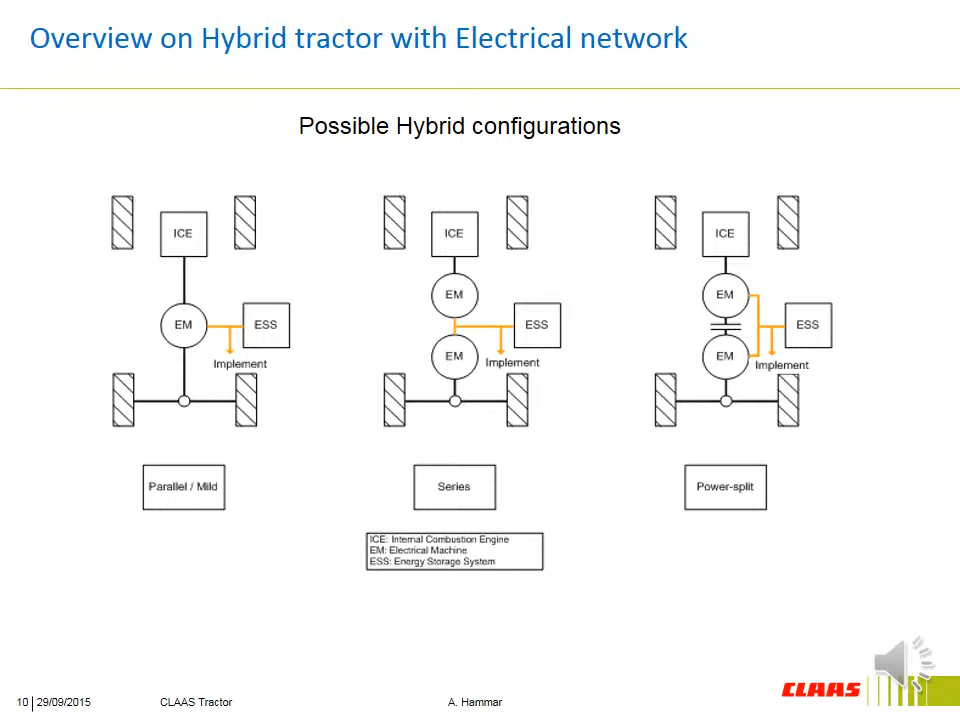 Overview on Hybrid tractor with Electrical network
Possible Hybrid configurations
ICE
EM
ESS
Implement
Parallel / Mild
ICE
EM
ESS
EM
Implement
Series
ICE
EM
ESS
EM
Implement
Power-split
ICE: Internal Combustion Engine
EM: Electrical Machine
ESS: Energy Storage System
10 29/09/2015 CLAAS Tractor A. Hammar
CLAAS